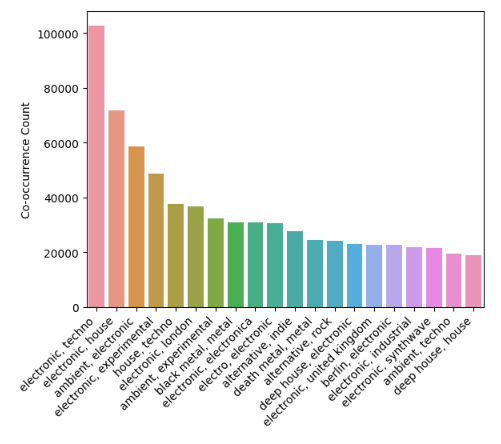 100000
80000
60000
40000
20000
0
Co-occurrence Count
electronic, techno
electronic, house
ambient, electronic
electronic, experimental
house, techno
electronic, london
ambient, experimental
black metal, metal
electronic, electronica
electro, electronic
alternative, indie
death metal, metal
alternative, rock
deep house, electronic
electronic, united kingdom
berlin, electronic
electronic, industrial
electronic, synthwave
ambient, techno
deep house, house